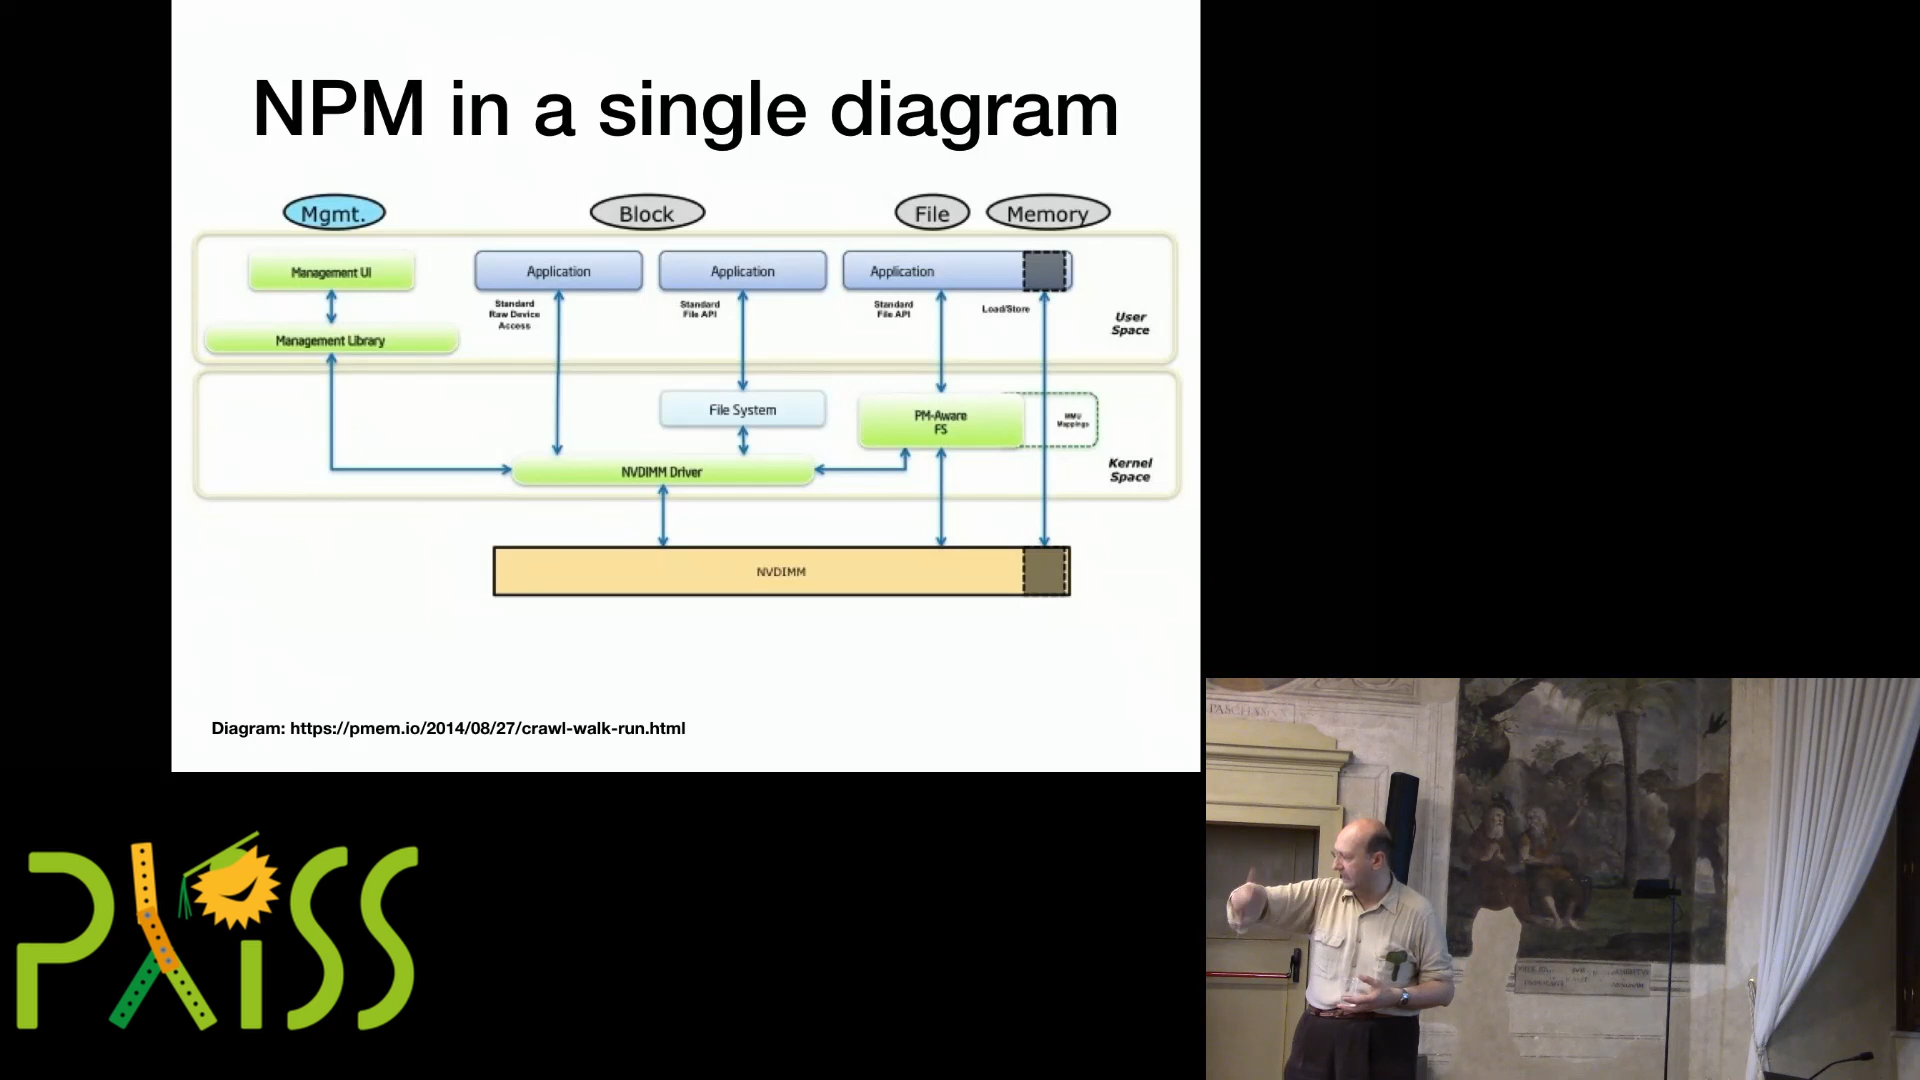 NPM in a single diagram
Mgmt.
Block
File
Memory
Management UI
Application
Application
Application
Standard
Raw Device
Access
Standard
File API
Standard
File API
Load/Store
User
Space
Management Library
File System
PM-Aware
FS
MMU
Mappings
Kernel
Space
NVDIMM Driver
NVDIMM
Diagram: https://pmem.io/2014/08/27/crawl-walk-run.html
PXISS